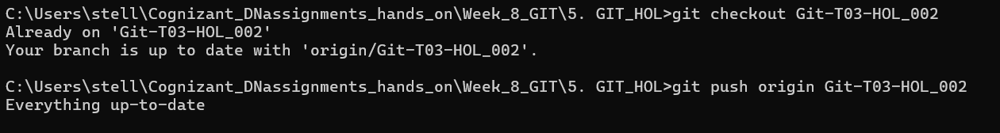 C:\Users\stell\Cognizant_DNassignments_hands_on\Week_8_GIT\5. GIT_HOL>git checkout Git-T03-HOL_002
Already on 'Git-T03-HOL_002'
Your branch is up to date with 'origin/Git-T03-HOL_002'.
C:\Users\stell\Cognizant_DNassignments_hands_on\Week_8_GIT\5. GIT_HOL>git push origin Git-T03-HOL_002
Everything up-to-date